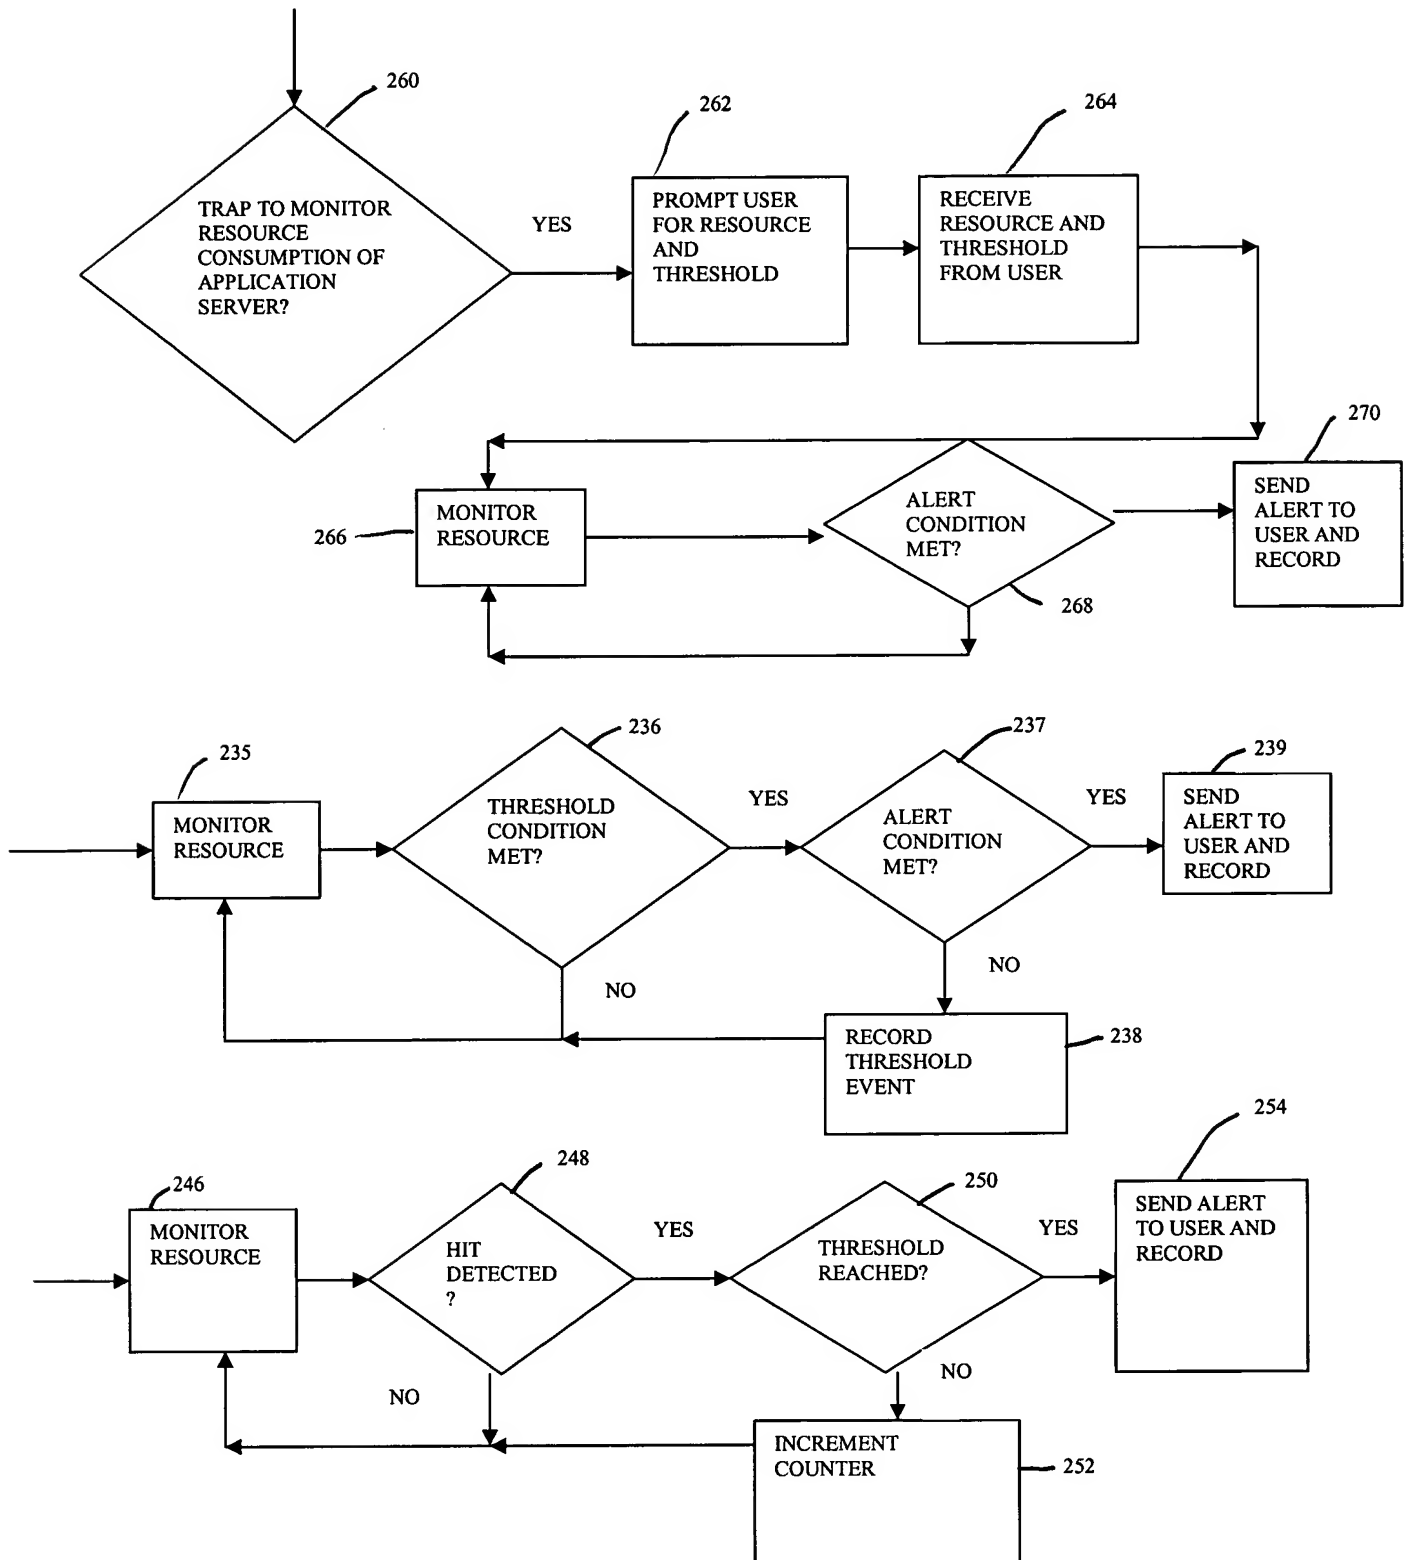 260
TRAP TO MONITOR
RESOURCE
CONSUMPTION OF
APPLICATION
SERVER?
YES
262
PROMPT USER
FOR RESOURCE
AND
THRESHOLD
264
RECEIVE
RESOURCE AND
THRESHOLD
FROM USER
266
MONITOR
RESOURCE
ALERT
CONDITION
MET?
268
270
SEND
ALERT TO
USER AND
RECORD
235
MONITOR
RESOURCE
236
THRESHOLD
CONDITION
MET?
YES
NO
237
ALERT
CONDITION
MET?
YES
NO
239
SEND
ALERT TO
USER AND
RECORD
RECORD
THRESHOLD
EVENT
238
246
MONITOR
RESOURCE
248
HIT
DETECTED
?
YES
NO
250
THRESHOLD
REACHED?
YES
NO
254
SEND ALERT
TO USER AND
RECORD
INCREMENT
COUNTER
252